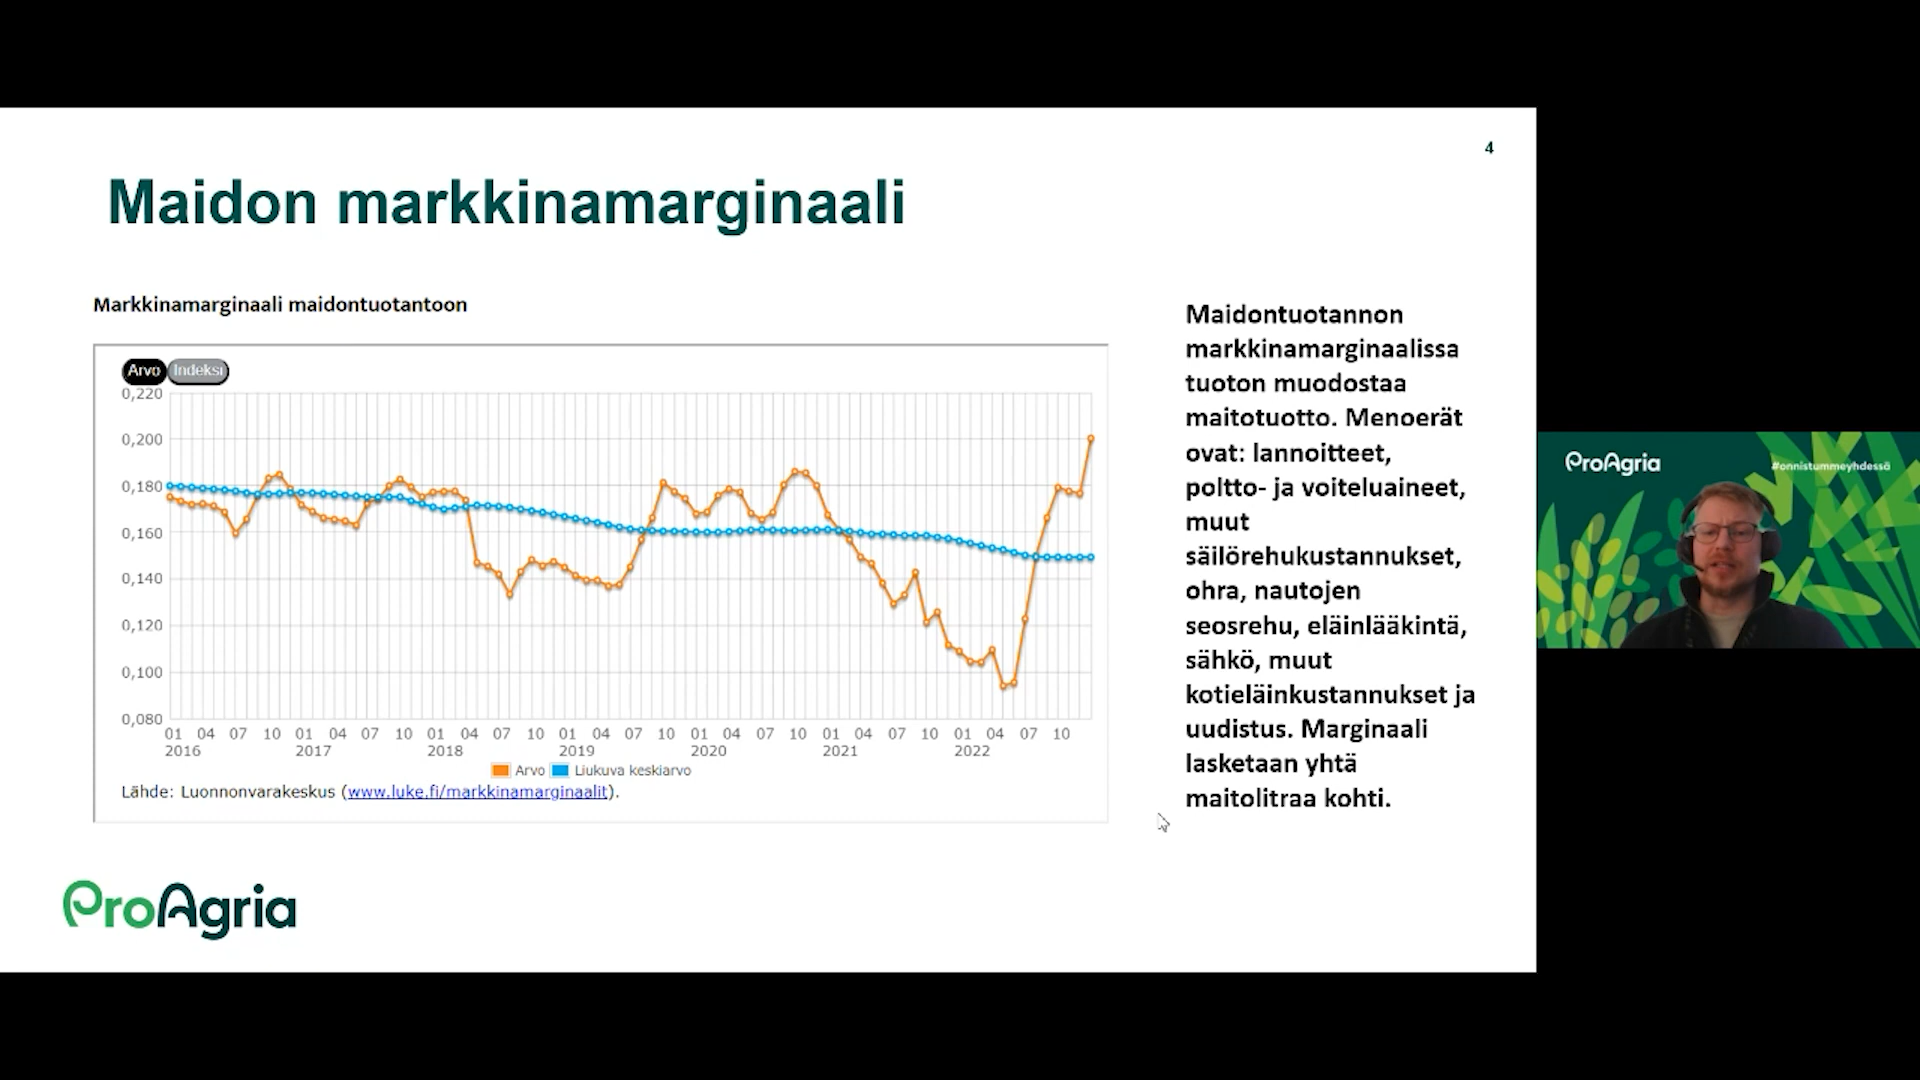 4
Maidon markkinamarginaali
Markkinamarginaali maidontuotantoon
Arvo Indeksi
0,220
0,200
0,180
0,160
0,140
0,120
0,100
0,080
01 04 07 10 01 04 07 10 01 04 07 10 01 04 07 10 01 04 07 10 01 04 07 10 01 04 07 10
2016 2017 2018 2019 2020 2021 2022
Arvo Liukuva keskiarvo
Lähde: Luonnonvarakeskus (www.luke.fi/markkinamarginaalit).
Maidontuotannon
markkinamarginaalissa
tuoton muodostaa
maitotuotto. Menoerät
ovat: lannoitteet,
poltto- ja voiteluaineet,
muut
säilörehukustannukset,
ohra, nautojen
seosrehu, eläinlääkintä,
sähkö, muut
kotieläinkustannukset ja
uudistus. Marginaali
lasketaan yhtä
maitolitraa kohti.
ProAgria
ProAgria
#onnistummeyhdessä